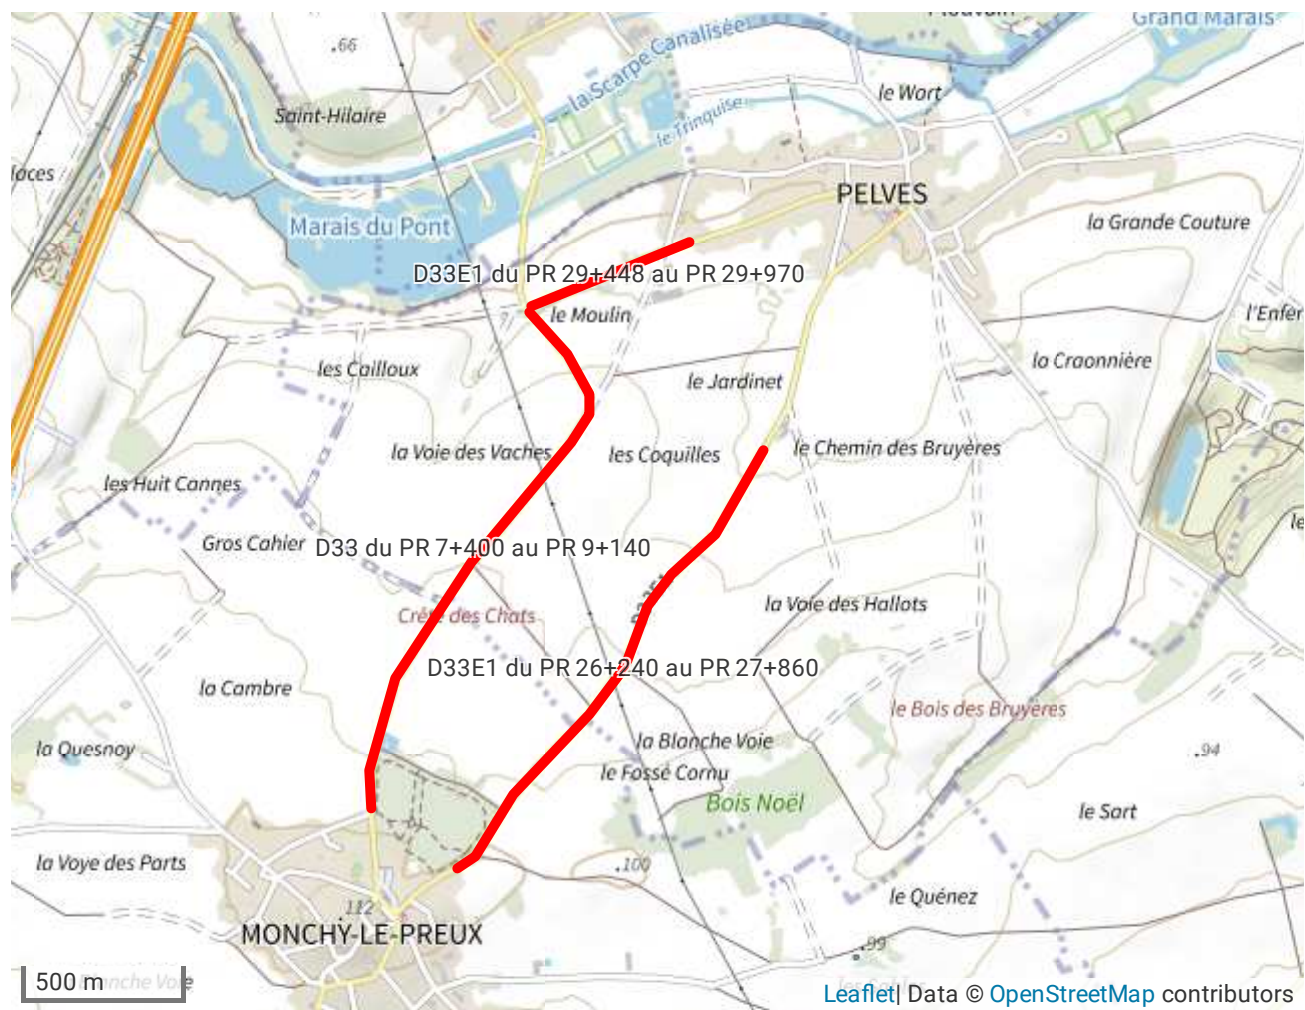 Grand Marais
.66
la Scarpe Canalisée
le Wart
Saint-Hilaire
le Trinquise
PELVES
la Grande Couture
Marais du Pont
D33E1 du PR 29+448 au PR 29+970
le Moulin
l'Enfer
les Cailloux
le Jardinet
la Craonnière
la Voie des Vaches
les Coquilles
le Chemin des Bruyères
les Huit Cannes
Gros Cahier
D33 du PR 7+400 au PR 9+140
Crête des Chats
la Voie des Hallots
D33E1 du PR 26+240 au PR 27+860
la Cambre
le Bois des Bruyères
la Quesnoy
la Blanche Voie
.94
le Fossé Cornu
Bois Noël
le Sart
la Voye des Parts
.100
le Quénez
112
MONCHY-LE-PREUX
.99
500 m
Blanche Voie
Leaflet| Data © OpenStreetMap contributors